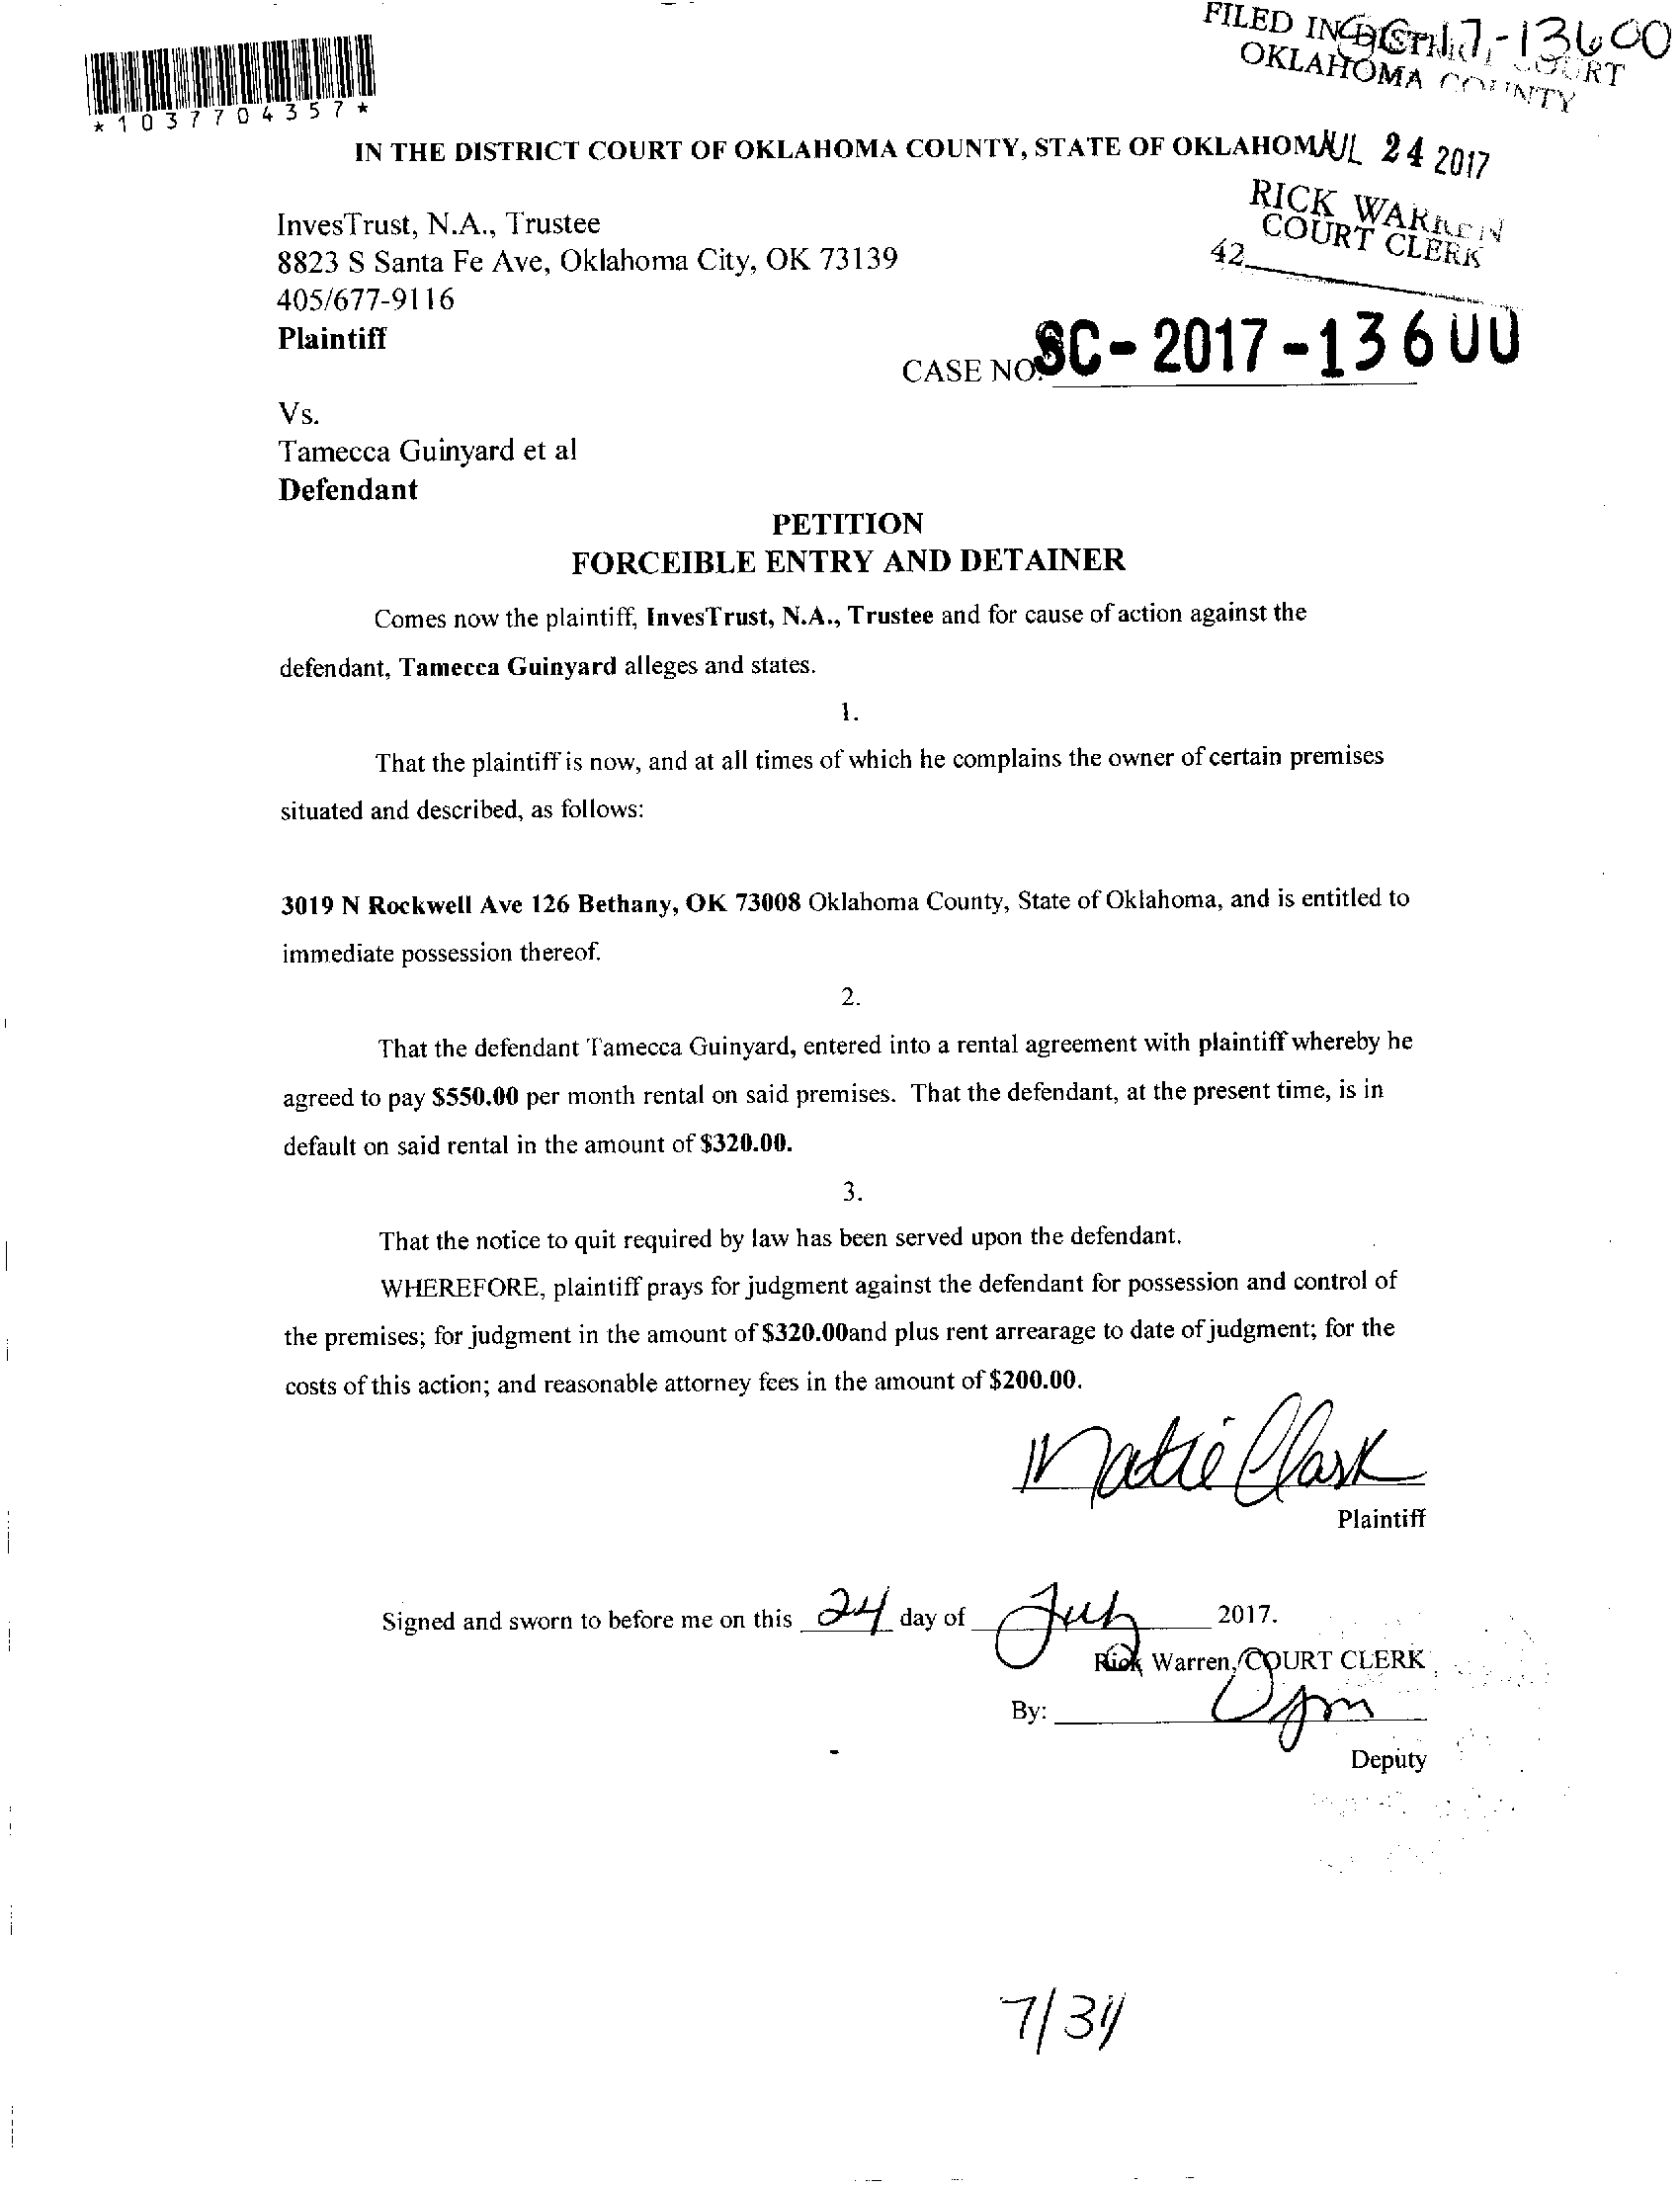 SC-17-13600
FILED IN DISTRICT COURT
OKLAHOMA COUNTY
*1037704357*
IN THE DISTRICT COURT OF OKLAHOMA COUNTY, STATE OF OKLAHOMA
JUL 24 2017
RICK WARREN
COURT CLERK
42
InvesTrust, N.A., Trustee
8823 S Santa Fe Ave, Oklahoma City, OK 73139
405/677-9116
Plaintiff
CASE NO. SC-2017-13600
Vs.
Tamecca Guinyard et al
Defendant
PETITION
FORCEIBLE ENTRY AND DETAINER
Comes now the plaintiff, InvesTrust, N.A., Trustee and for cause of action against the
defendant, Tamecca Guinyard alleges and states.
1.
That the plaintiff is now, and at all times of which he complains the owner of certain premises
situated and described, as follows:
3019 N Rockwell Ave 126 Bethany, OK 73008 Oklahoma County, State of Oklahoma, and is entitled to
immediate possession thereof.
2.
That the defendant Tamecca Guinyard, entered into a rental agreement with plaintiff whereby he
agreed to pay $550.00 per month rental on said premises. That the defendant, at the present time, is in
default on said rental in the amount of $320.00.
3.
That the notice to quit required by law has been served upon the defendant.
WHEREFORE, plaintiff prays for judgment against the defendant for possession and control of
the premises; for judgment in the amount of $320.00and plus rent arrearage to date of judgment; for the
costs of this action; and reasonable attorney fees in the amount of $200.00.
Matie Clark
Plaintiff
Signed and sworn to before me on this 24 day of July 2017.
Rick Warren, COURT CLERK
By:
Deputy